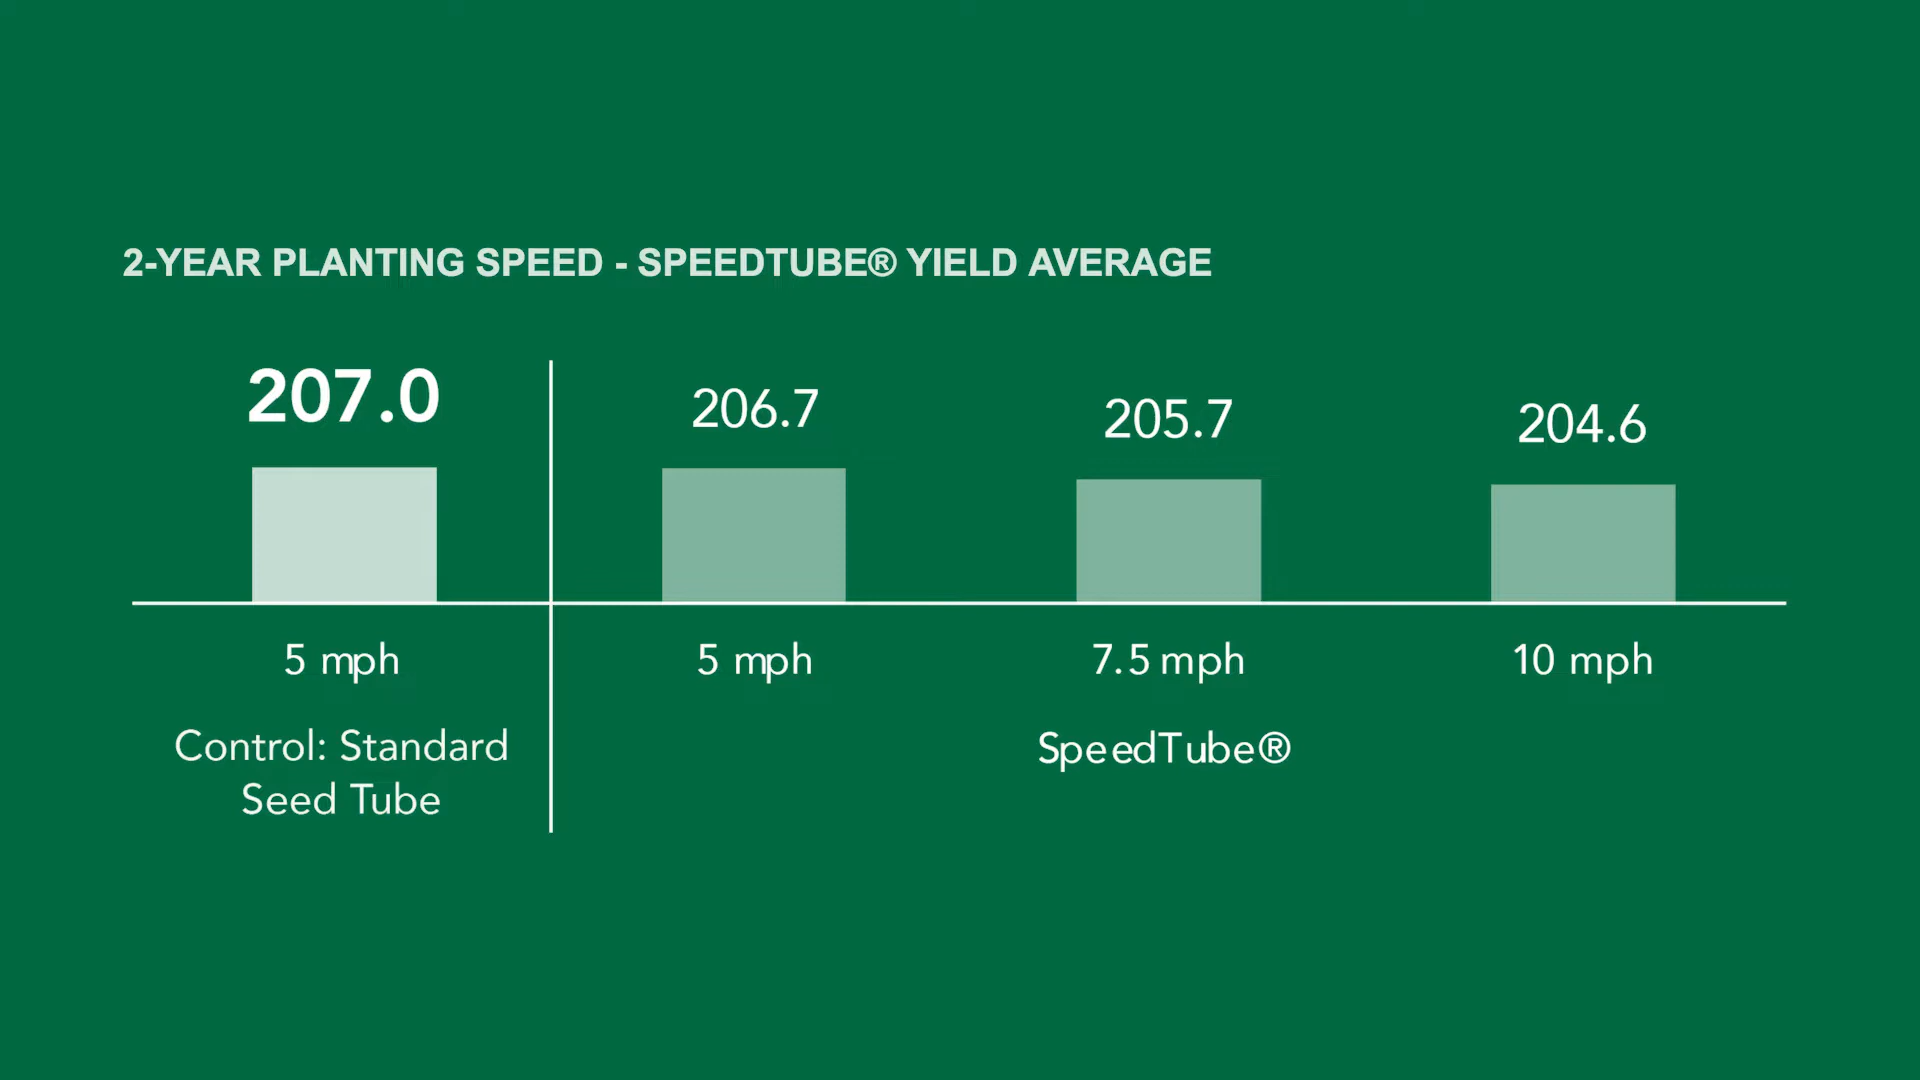 2-YEAR PLANTING SPEED - SPEEDTUBE® YIELD AVERAGE
207.0
206.7
205.7
204.6
5 mph
5 mph
7.5 mph
10 mph
Control: Standard
Seed Tube
SpeedTube®